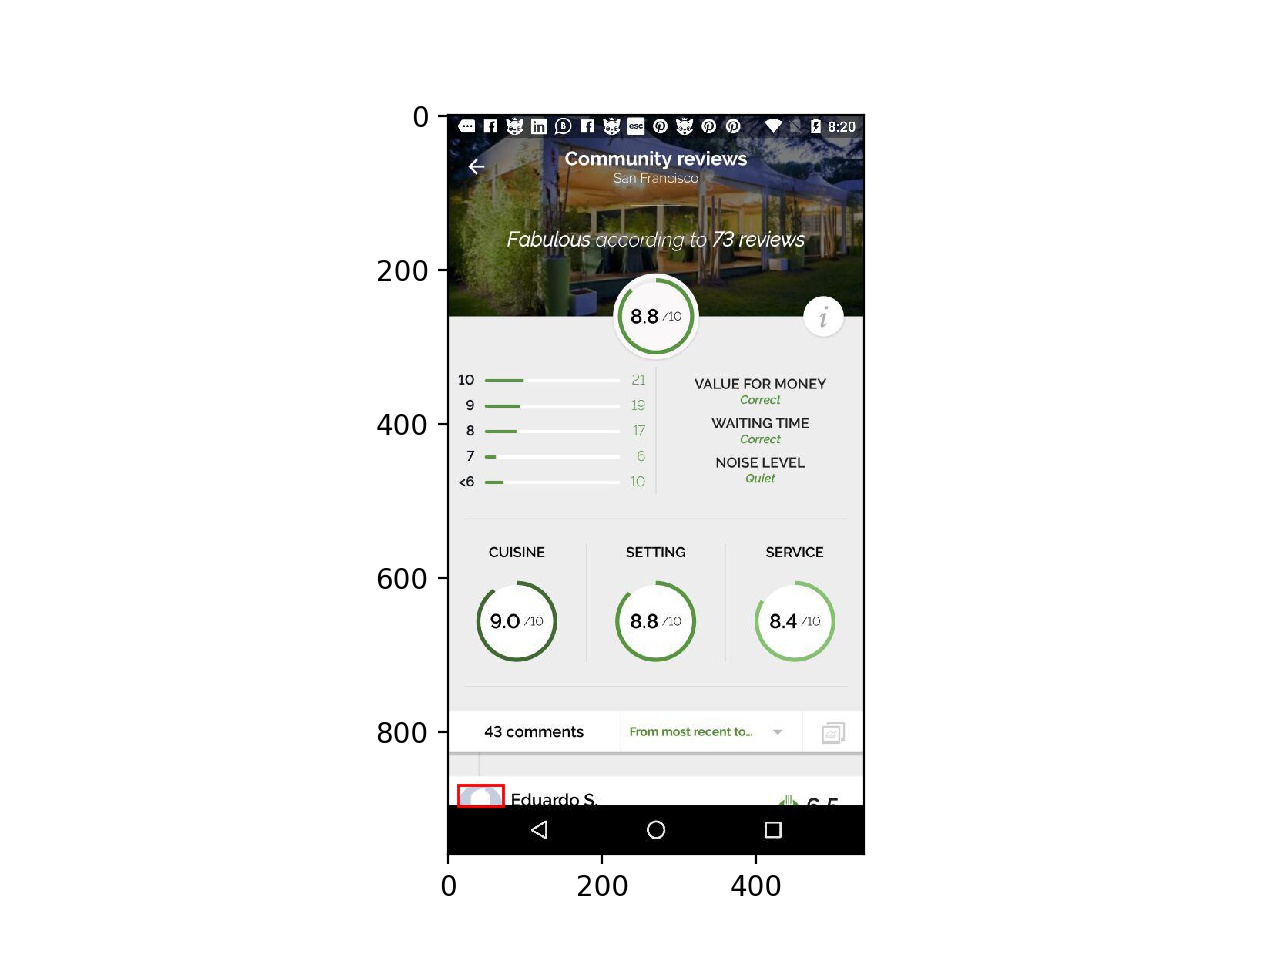 0
200
400
600
800
0
200
400
esc
8:20
Community reviews
San Francisco
Fabulous according to 73 reviews
8.8 /10
i
10 21
9 19
8 17
7 6
<6 10
VALUE FOR MONEY
Correct
WAITING TIME
Correct
NOISE LEVEL
Quiet
CUISINE
SETTING
SERVICE
9.0 /10
8.8 /10
8.4 /10
43 comments
From most recent to...
Eduardo S.
6.5